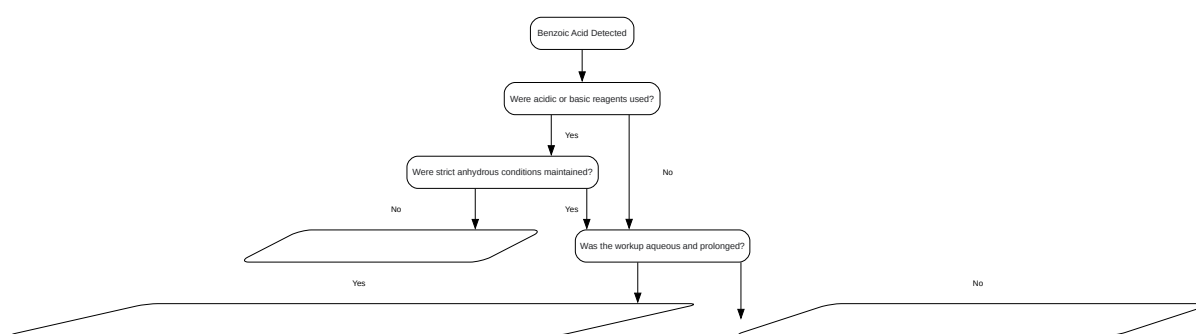 Benzoic Acid Detected
Were acidic or basic reagents used?
Yes
Were strict anhydrous conditions maintained?
No
No
Yes
Was the workup aqueous and prolonged?
Yes
No